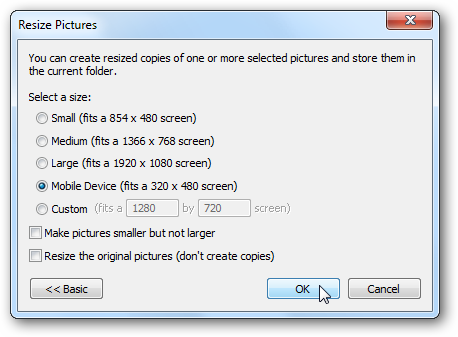 Resize Pictures
You can create resized copies of one or more selected pictures and store them in
the current folder.
Select a size:
Small (fits a 854 x 480 screen)
Medium (fits a 1366 x 768 screen)
Large (fits a 1920 x 1080 screen)
Mobile Device (fits a 320 x 480 screen)
Custom (fits a 1280 by 720 screen)
Make pictures smaller but not larger
Resize the original pictures (don't create copies)
<< Basic OK Cancel